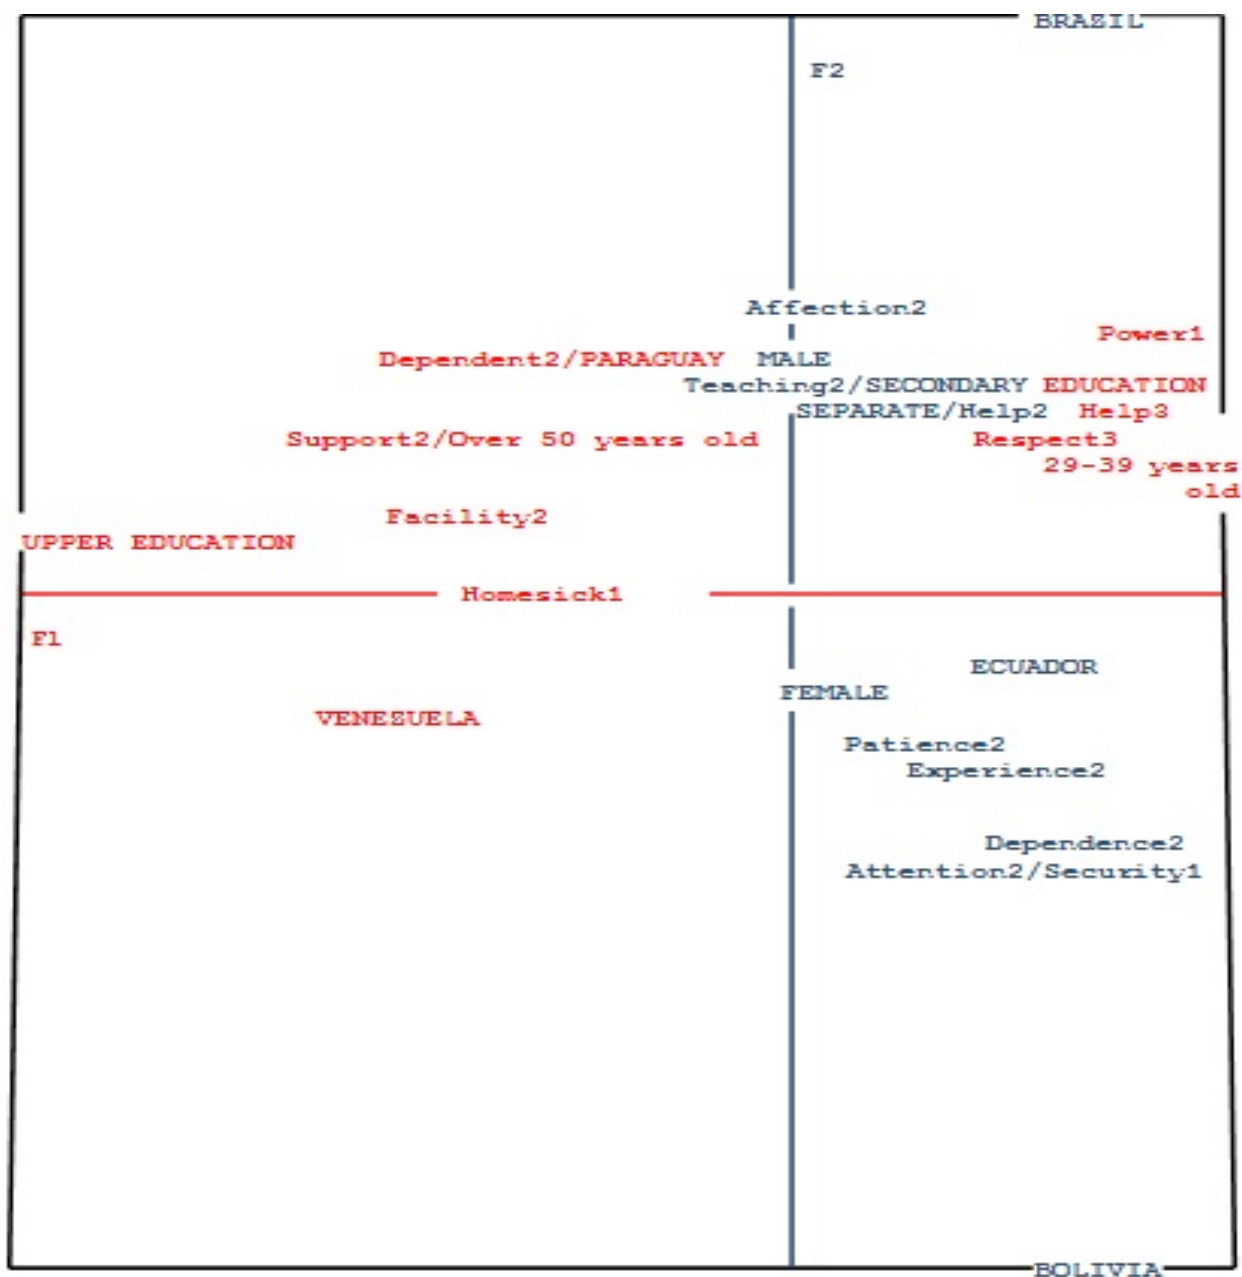 BRASIL
F2
Affection2
Power1
Dependent2/PARAGUAY MALE
Teaching2/SECONDARY EDUCATION
SEPARATE/Help2 Help3
Support2/Over 50 years old Respect3
29-39 years
old
Facility2
UPPER EDUCATION
Homesick1
F1
ECUADOR
FEMALE
VENESUELA
Patience2
Experience2
Dependence2
Attention2/Security1
BOLIVIA